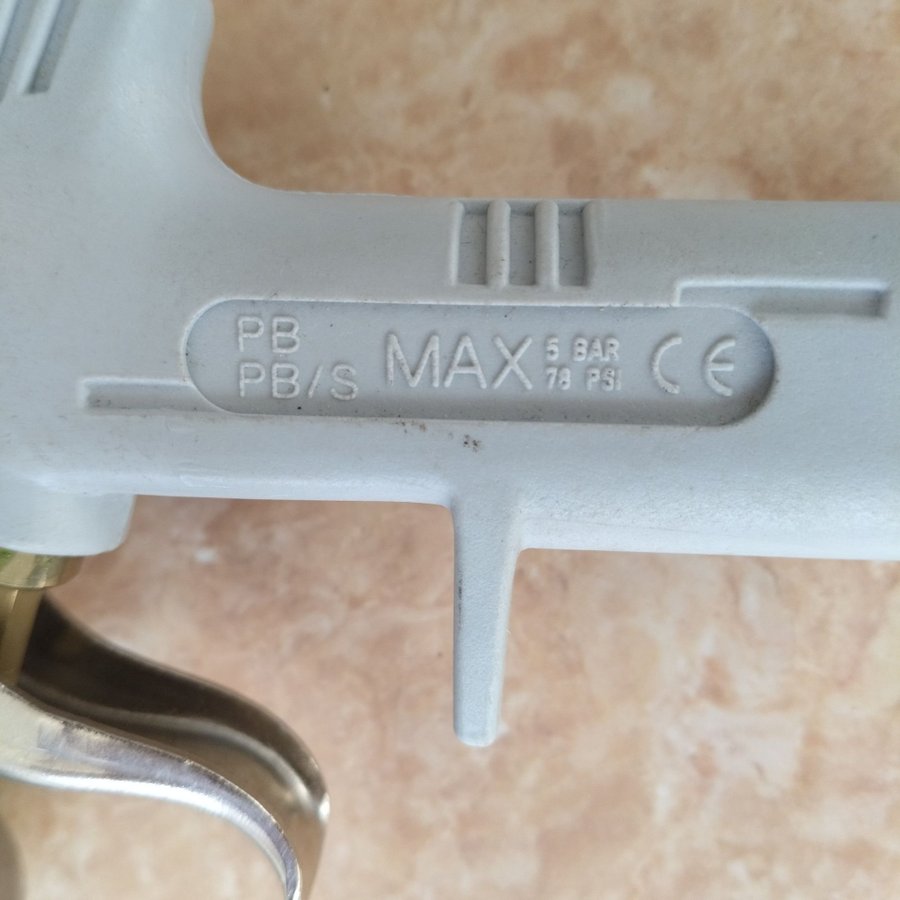 PB
PB/S
MAX
5 BAR
78 PSI
CE